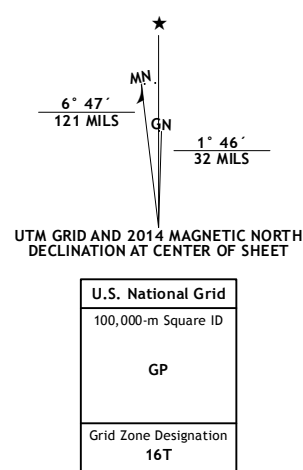 ★
MN
6° 47´
121 MILS
GN
1° 46´
32 MILS
UTM GRID AND 2014 MAGNETIC NORTH
DECLINATION AT CENTER OF SHEET
U.S. National Grid
100,000-m Square ID
GP
Grid Zone Designation
16T